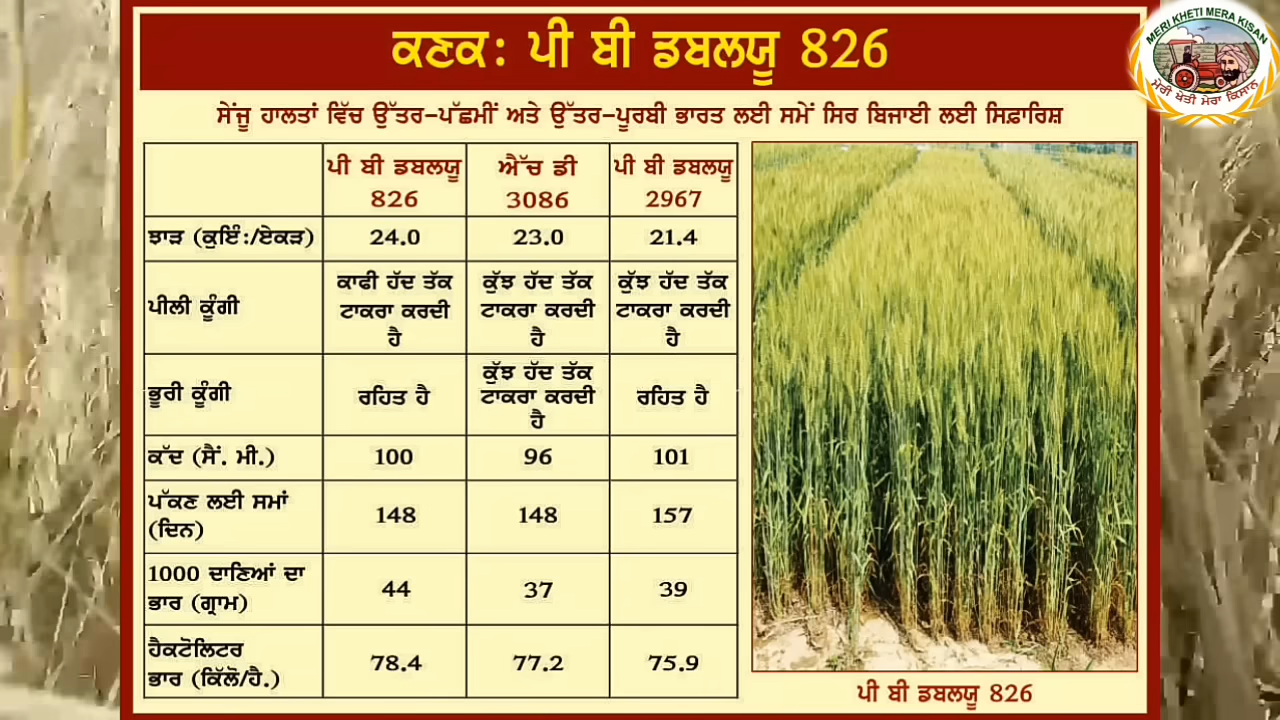 ਕਣਕ: ਪੀ ਬੀ ਡਬਲਯੂ 826
MERI KHETI MERA KISAN
ਮੇਰੀ ਖੇਤੀ ਮੇਰਾ ਕਿਸਾਨ
ਸੇਂਜੂ ਹਾਲਤਾਂ ਵਿੱਚ ਉੱਤਰ-ਪੱਛਮੀਂ ਅਤੇ ਉੱਤਰ-ਪੂਰਬੀ ਭਾਰਤ ਲਈ ਸਮੇਂ ਸਿਰ ਬਿਜਾਈ ਲਈ ਸਿਫ਼ਾਰਿਸ਼
ਪੀ ਬੀ ਡਬਲਯੂ 826
ਐੱਚ ਡੀ 3086
ਪੀ ਬੀ ਡਬਲਯੂ 2967
ਝਾੜ (ਕੁਇੰ:/ਏਕੜ) 24.0 23.0 21.4
ਪੀਲੀ ਕੂੰਗੀ
ਕਾਫੀ ਹੱਦ ਤੱਕ ਟਾਕਰਾ ਕਰਦੀ ਹੈ
ਕੁੱਝ ਹੱਦ ਤੱਕ ਟਾਕਰਾ ਕਰਦੀ ਹੈ
ਕੁੱਝ ਹੱਦ ਤੱਕ ਟਾਕਰਾ ਕਰਦੀ ਹੈ
ਭੂਰੀ ਕੂੰਗੀ
ਰਹਿਤ ਹੈ
ਕੁੱਝ ਹੱਦ ਤੱਕ ਟਾਕਰਾ ਕਰਦੀ ਹੈ
ਰਹਿਤ ਹੈ
ਕੱਦ (ਸੈਂ. ਮੀ.) 100 96 101
ਪੱਕਣ ਲਈ ਸਮਾਂ (ਦਿਨ) 148 148 157
1000 ਦਾਣਿਆਂ ਦਾ ਭਾਰ (ਗ੍ਰਾਮ) 44 37 39
ਹੈਕਟੋਲਿਟਰ ਭਾਰ (ਕਿੱਲੋ/ਹੈ.) 78.4 77.2 75.9
ਪੀ ਬੀ ਡਬਲਯੂ 826